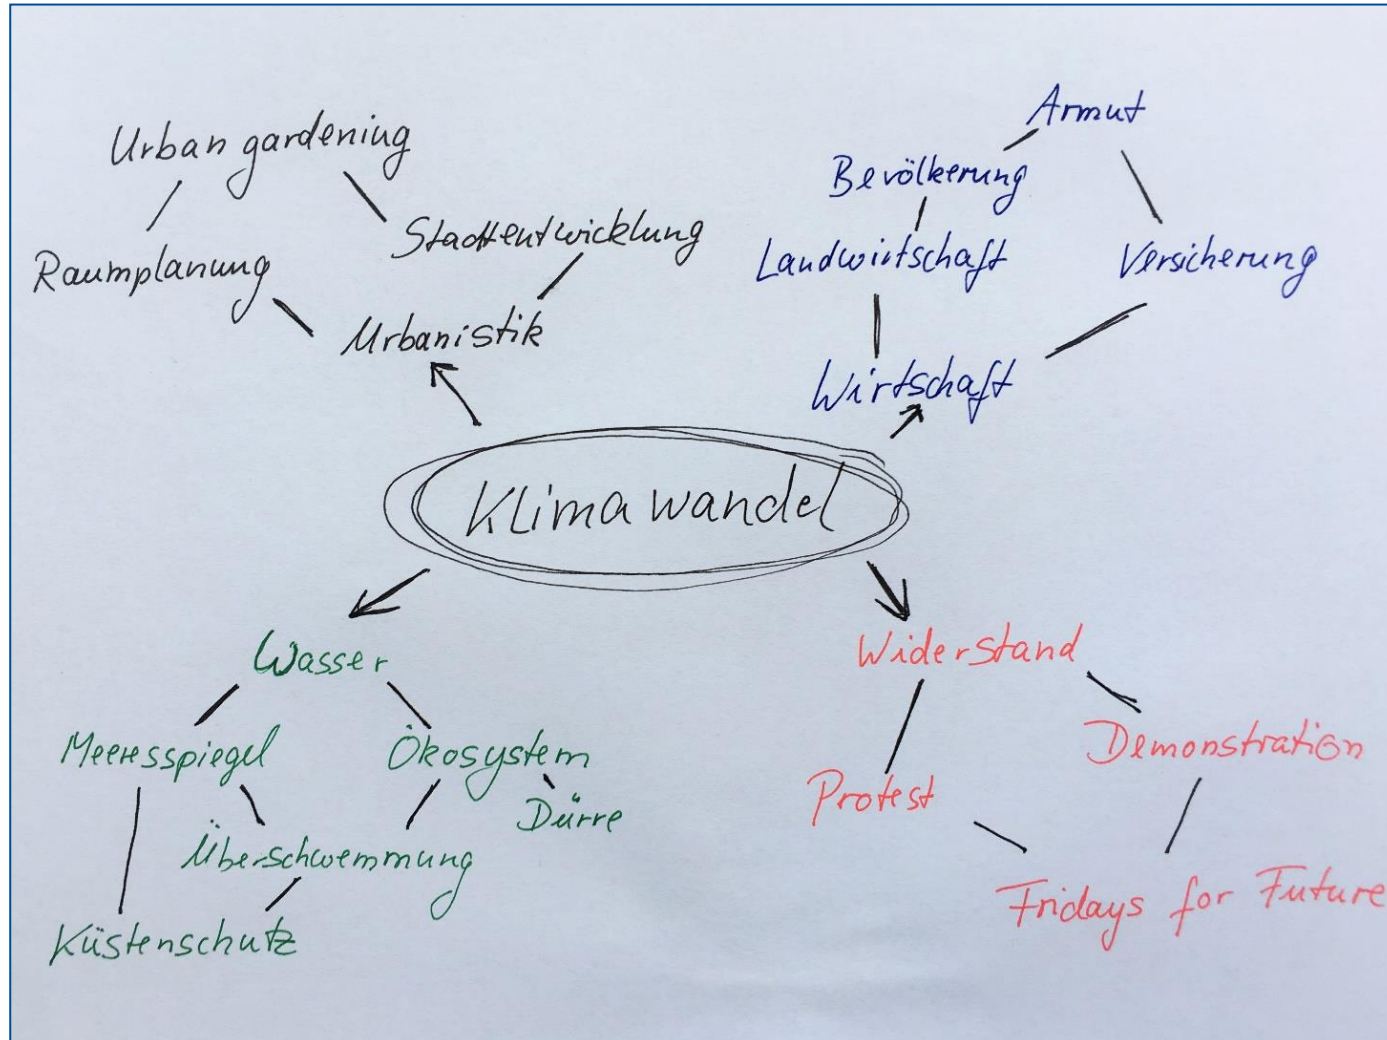 Urban gardening
Raumplanung
Stadtentwicklung
Urbanistik
Armut
Bevölkerung
Landwirtschaft
Versicherung
Wirtschaft
Klimawandel
Wasser
Meeresspiegel
Ökosystem
Dürre
Überschwemmung
Küstenschutz
Widerstand
Demonstration
Protest
Fridays for Future